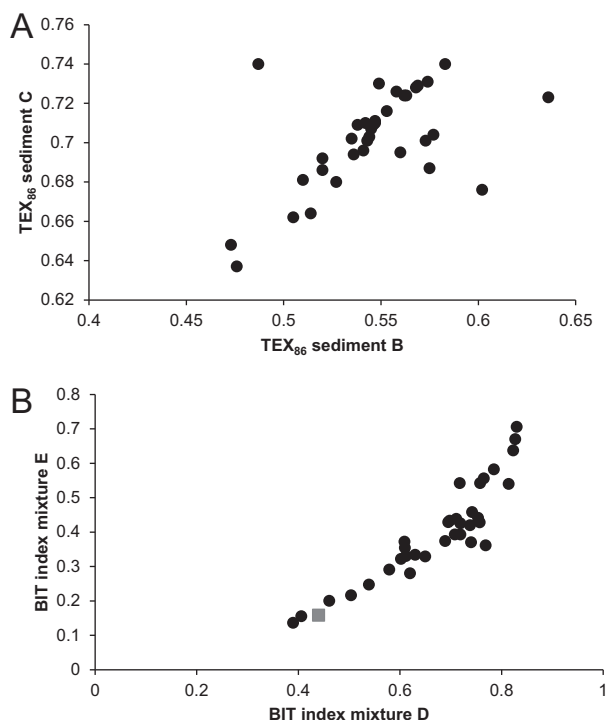 A
0.76
0.74
0.72
0.7
0.68
0.66
0.64
0.62
TEX₈₆ sediment C
0.4 0.45 0.5 0.55 0.6 0.65
TEX₈₆ sediment B
B
0.8
0.7
0.6
0.5
0.4
0.3
0.2
0.1
0
BIT index mixture E
0 0.2 0.4 0.6 0.8 1
BIT index mixture D